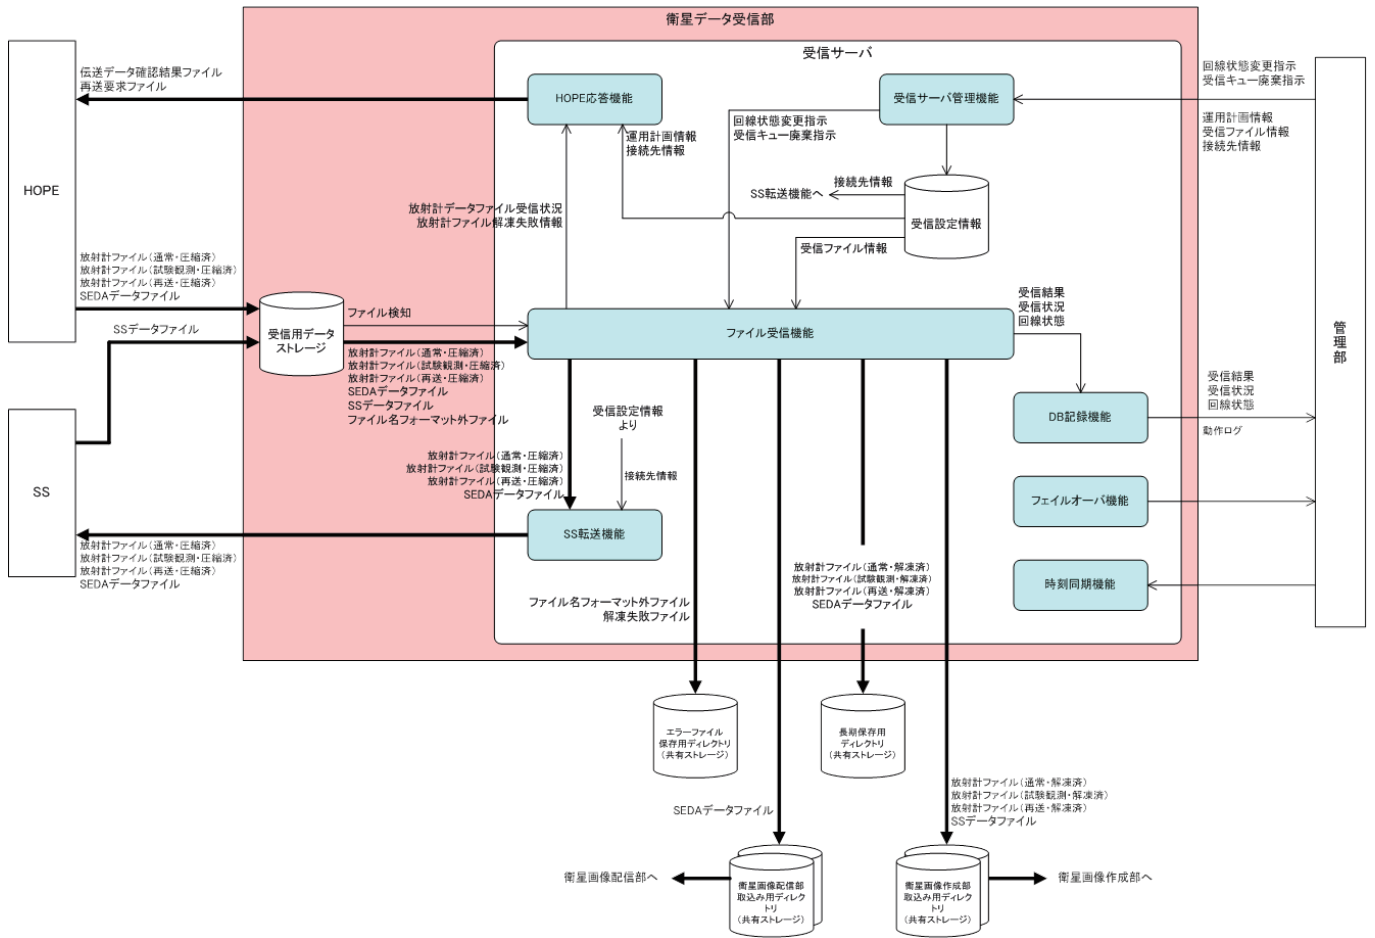 衛星データ受信部
受信サーバ
HOPE
伝送データ確認結果ファイル
再送要求ファイル
HOPE応答機能
受信サーバ管理機能
回線状態変更指示
受信キュー廃棄指示
運用計画情報
受信ファイル情報
接続先情報
回線状態変更指示
受信キュー廃棄指示
運用計画情報
接続先情報
接続先情報
SS転送機能へ
受信設定情報
受信ファイル情報
放射計データファイル受信状況
放射計ファイル解凍失敗情報
放射計ファイル(通常・圧縮済)
放射計ファイル(試験観測・圧縮済)
放射計ファイル(再送・圧縮済)
SEDAデータファイル
SSデータファイル
受信用データ
ストレージ
ファイル検知
ファイル受信機能
放射計ファイル(通常・圧縮済)
放射計ファイル(試験観測・圧縮済)
放射計ファイル(再送・圧縮済)
SEDAデータファイル
SSデータファイル
ファイル名フォーマット外ファイル
受信結果
受信状況
回線状態
管理部
DB記録機能
受信結果
受信状況
回線状態
動作ログ
受信設定情報
より
接続先情報
放射計ファイル(通常・圧縮済)
放射計ファイル(試験観測・圧縮済)
放射計ファイル(再送・圧縮済)
SEDAデータファイル
SS
SS転送機能
フェイルオーバ機能
時刻同期機能
放射計ファイル(通常・圧縮済)
放射計ファイル(試験観測・圧縮済)
放射計ファイル(再送・圧縮済)
SEDAデータファイル
ファイル名フォーマット外ファイル
解凍失敗ファイル
放射計ファイル(通常・解凍済)
放射計ファイル(試験観測・解凍済)
放射計ファイル(再送・解凍済)
SEDAデータファイル
エラーファイル
保存用ディレクトリ
(共有ストレージ)
長期保存用
ディレクトリ
(共有ストレージ)
SEDAデータファイル
放射計ファイル(通常・解凍済)
放射計ファイル(試験観測・解凍済)
放射計ファイル(再送・解凍済)
SSデータファイル
衛星画像配信部へ
衛星画像配信部
取込み用ディレク
トリ
(共有ストレージ)
衛星画像作成部
取込み用ディレク
トリ
(共有ストレージ)
衛星画像作成部へ